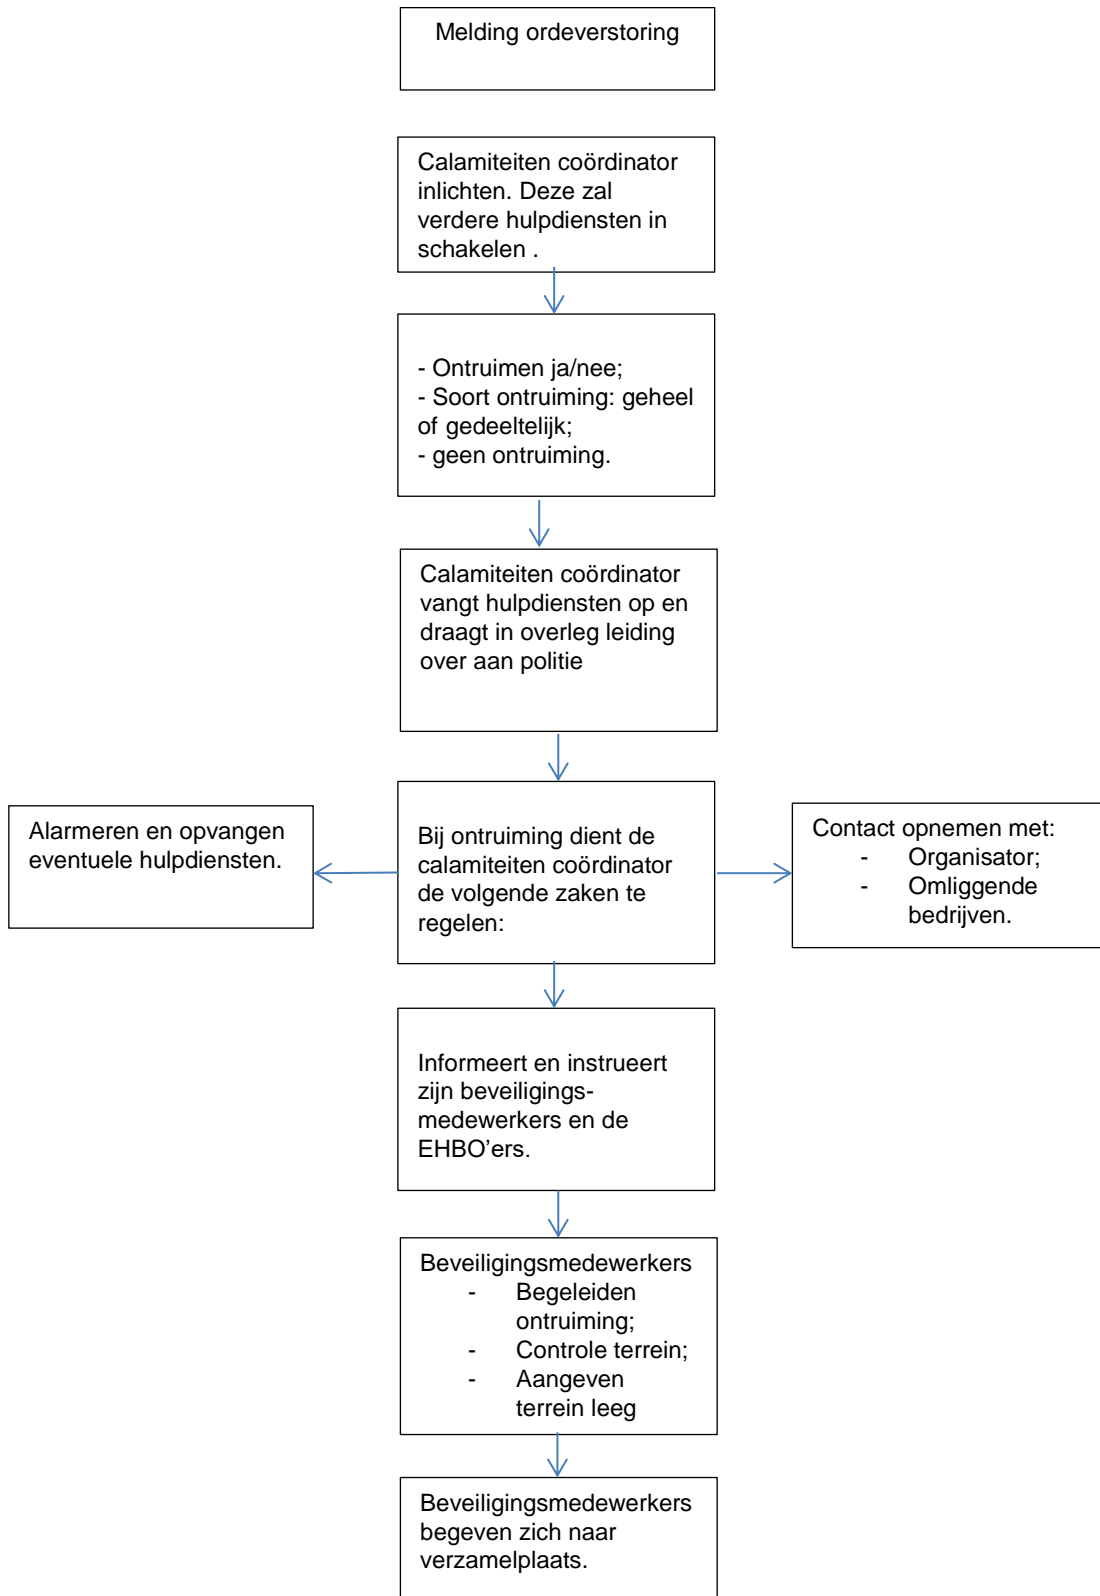 Melding ordeverstoring
Calamiteiten coördinator
inlichten. Deze zal
verdere hulpdiensten in
schakelen .
- Ontruimen ja/nee;
- Soort ontruiming: geheel
of gedeeltelijk;
- geen ontruiming.
Calamiteiten coördinator
vangt hulpdiensten op en
draagt in overleg leiding
over aan politie
Alarmeren en opvangen
eventuele hulpdiensten.
Bij ontruiming dient de
calamiteiten coördinator
de volgende zaken te
regelen:
Contact opnemen met:
- Organisator;
- Omliggende
bedrijven.
Informeert en instrueert
zijn beveiligings-
medewerkers en de
EHBO’ers.
Beveiligingsmedewerkers
- Begeleiden
ontruiming;
- Controle terrein;
- Aangeven
terrein leeg
Beveiligingsmedewerkers
begeven zich naar
verzamelplaats.